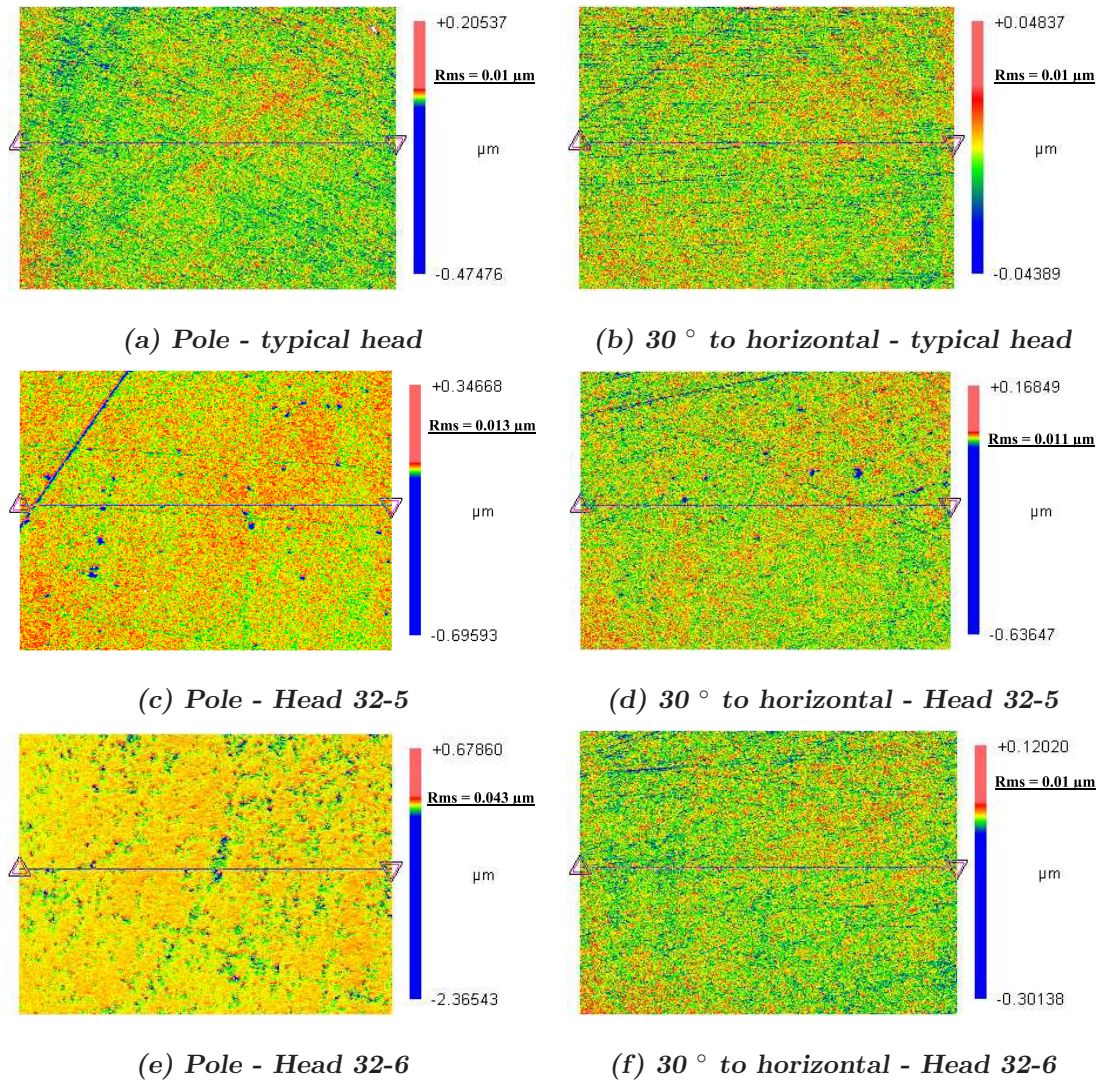 +0.20537
Rms = 0.01 µm
µm
-0.47476
+0.04837
Rms = 0.01 µm
µm
-0.04389
(a) Pole - typical head
(b) 30 ° to horizontal - typical head
+0.34668
Rms = 0.013 µm
µm
-0.69593
+0.16849
Rms = 0.011 µm
µm
-0.63647
(c) Pole - Head 32-5
(d) 30 ° to horizontal - Head 32-5
+0.67860
Rms = 0.043 µm
µm
-2.36543
+0.12020
Rms = 0.01 µm
µm
-0.30138
(e) Pole - Head 32-6
(f) 30 ° to horizontal - Head 32-6